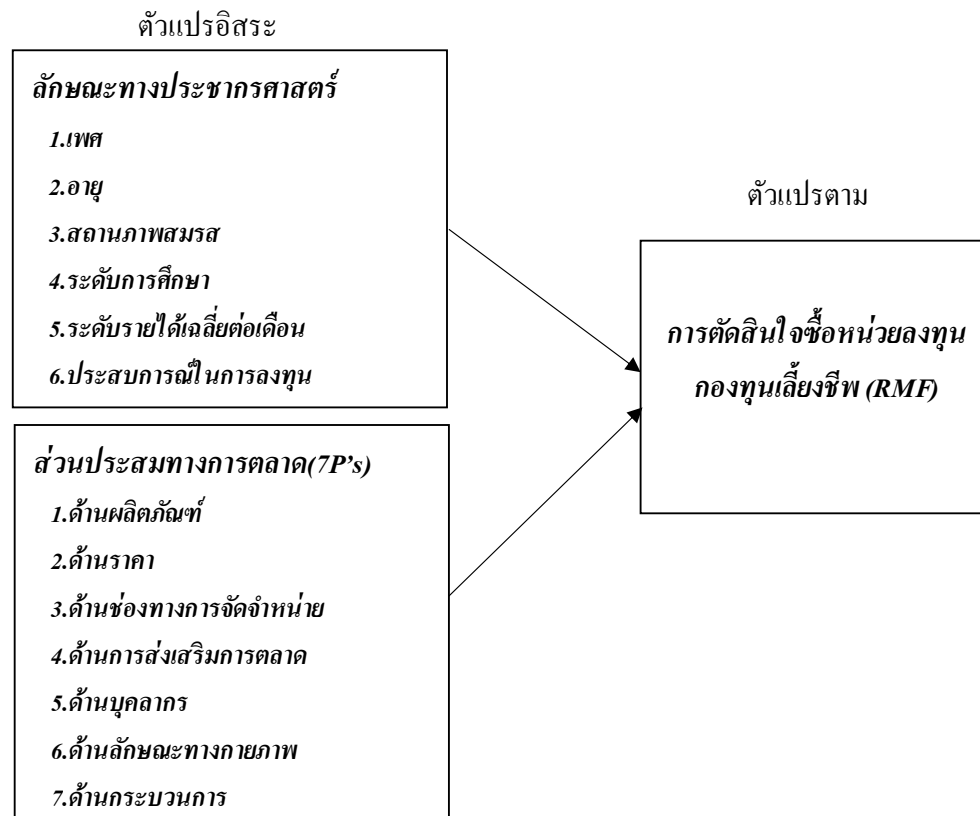 ตัวแปรอิสระ
ลักษณะทางประชากรศาสตร์
1.เพศ
2.อายุ
3.สถานภาพสมรส
4.ระดับการศึกษา
5.ระดับรายได้เฉลี่ยต่อเดือน
6.ประสบการณ์ในการลงทุน
ส่วนประสมทางการตลาด(7P's)
1.ด้านผลิตภัณฑ์
2.ด้านราคา
3.ด้านช่องทางการจัดจำหน่าย
4.ด้านการส่งเสริมการตลาด
5.ด้านบุคลากร
6.ด้านลักษณะทางกายภาพ
7.ด้านกระบวนการ
ตัวแปรตาม
การตัดสินใจซื้อหน่วยลงทุน
กองทุนเลี้ยงชีพ (RMF)